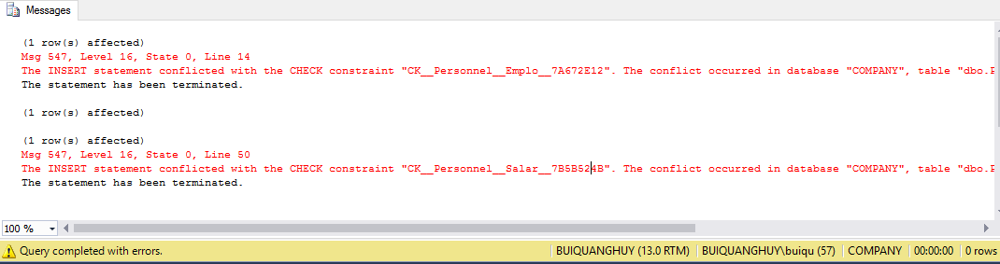 Messages
(1 row(s) affected)
Msg 547, Level 16, State 0, Line 14
The INSERT statement conflicted with the CHECK constraint "CK__Personnel__Emplo__7A672E12". The conflict occurred in database "COMPANY", table "dbo.P
The statement has been terminated.
(1 row(s) affected)
(1 row(s) affected)
Msg 547, Level 16, State 0, Line 50
The INSERT statement conflicted with the CHECK constraint "CK__Personnel__Salar__7B5B524B". The conflict occurred in database "COMPANY", table "dbo.P
The statement has been terminated.
100 %
Query completed with errors. BUIQUANGHUY (13.0 RTM) BUIQUANGHUY\buiqu (57) COMPANY 00:00:00 0 rows